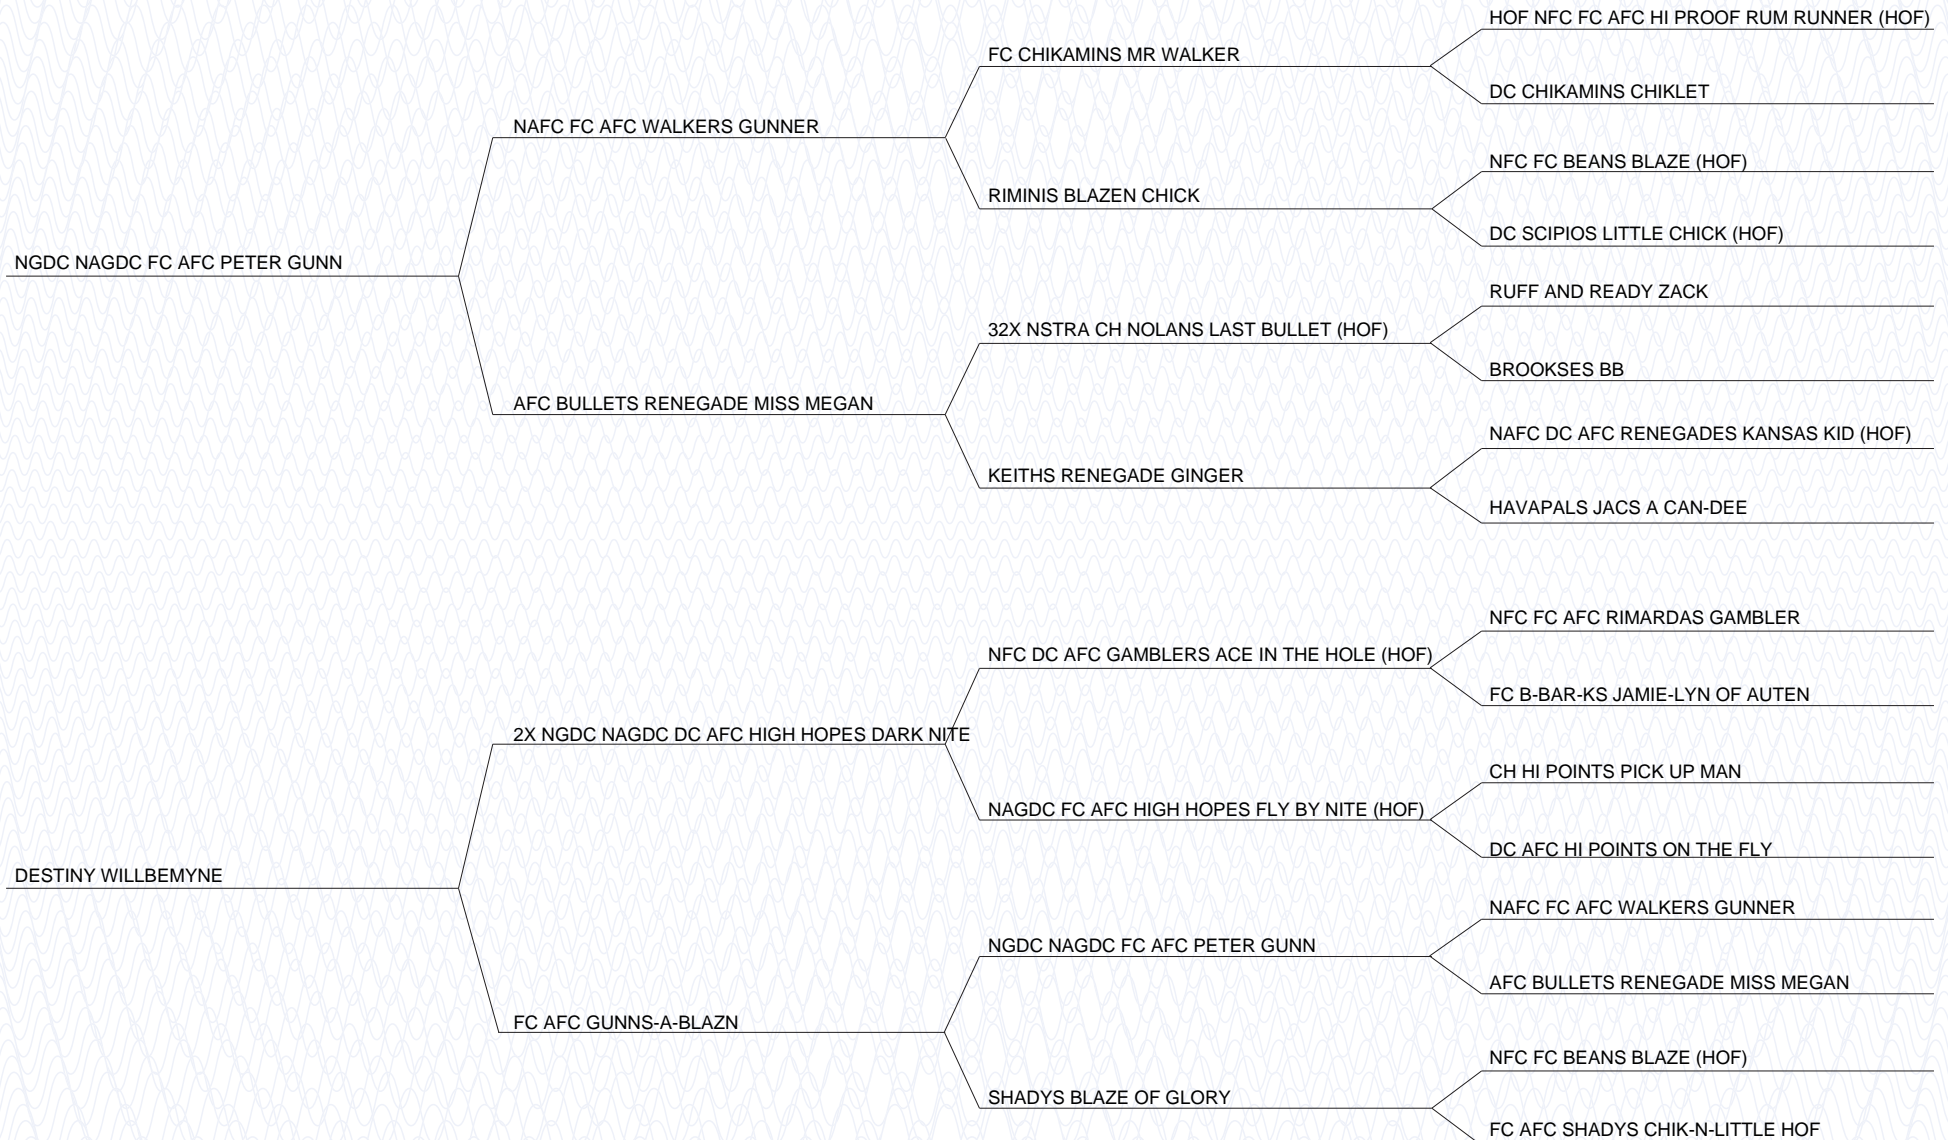 HOF NFC FC AFC HI PROOF RUM RUNNER (HOF)
FC CHIKAMINS MR WALKER
DC CHIKAMINS CHIKLET
NAFC FC AFC WALKERS GUNNER
NFC FC BEANS BLAZE (HOF)
RIMINIS BLAZEN CHICK
DC SCIPIOS LITTLE CHICK (HOF)
NGDC NAGDC FC AFC PETER GUNN
RUFF AND READY ZACK
32X NSTRA CH NOLANS LAST BULLET (HOF)
BROOKSES BB
AFC BULLETS RENEGADE MISS MEGAN
NAFC DC AFC RENEGADES KANSAS KID (HOF)
KEITHS RENEGADE GINGER
HAVAPALS JACS A CAN-DEE
NFC FC AFC RIMARDAS GAMBLER
NFC DC AFC GAMBLERS ACE IN THE HOLE (HOF)
FC B-BAR-KS JAMIE-LYN OF AUTEN
2X NGDC NAGDC DC AFC HIGH HOPES DARK NITE
CH HI POINTS PICK UP MAN
NAGDC FC AFC HIGH HOPES FLY BY NITE (HOF)
DC AFC HI POINTS ON THE FLY
DESTINY WILLBEMYNE
NAFC FC AFC WALKERS GUNNER
NGDC NAGDC FC AFC PETER GUNN
AFC BULLETS RENEGADE MISS MEGAN
FC AFC GUNNS-A-BLAZN
NFC FC BEANS BLAZE (HOF)
SHADYS BLAZE OF GLORY
FC AFC SHADYS CHIK-N-LITTLE HOF